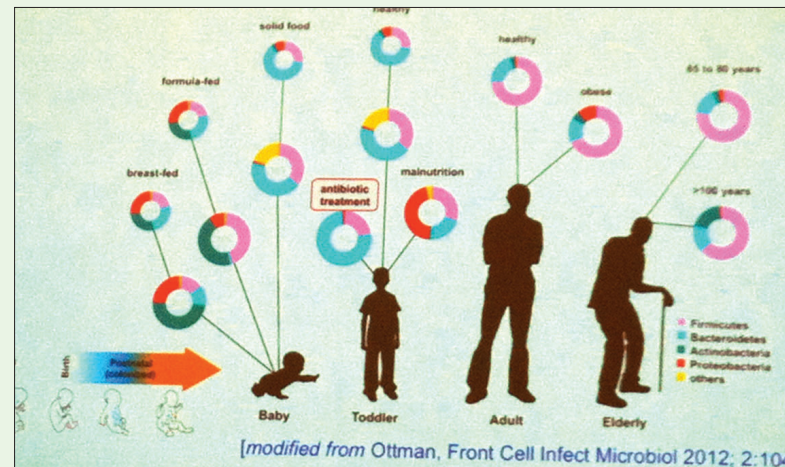 healthy
solid food
healthy
formula-fed
obese
65 to 80 years
breast-fed
antibiotic
treatment
malnutrition
>100 years
Firmicutes
Bacteroidetes
Actinobacteria
Proteobacteria
others
Birth
Postnatal
(colonized)
Baby
Toddler
Adult
Elderly
[modified from Ottman, Front Cell Infect Microbiol 2012; 2:104